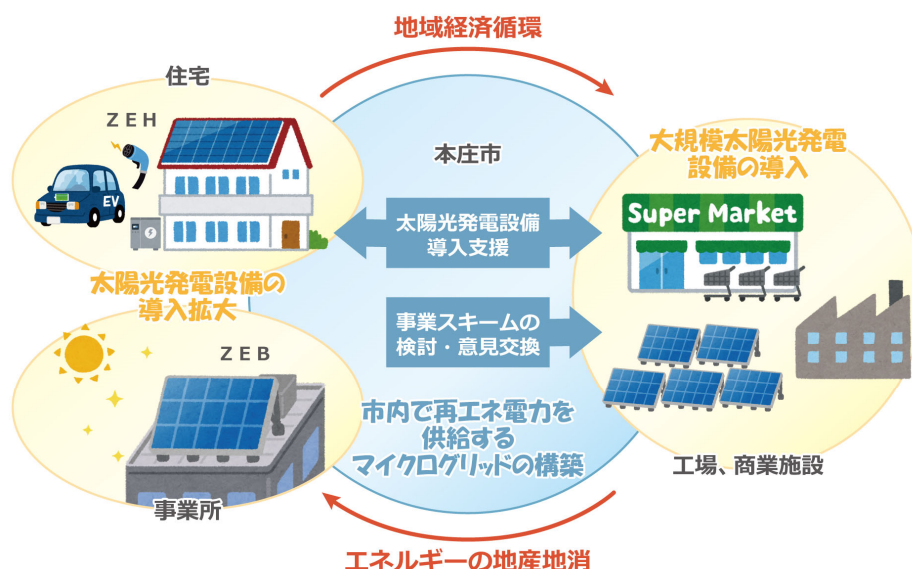 地域経済循環
住宅
ZEH
EV
本庄市
大規模太陽光発電
設備の導入
Super Market
太陽光発電設備
導入支援
太陽光発電設備の
導入拡大
事業スキームの
検討・意見交換
ZEB
市内で再エネ電力を
供給する
マイクログリッドの構築
工場、商業施設
事業所
エネルギーの地産地消